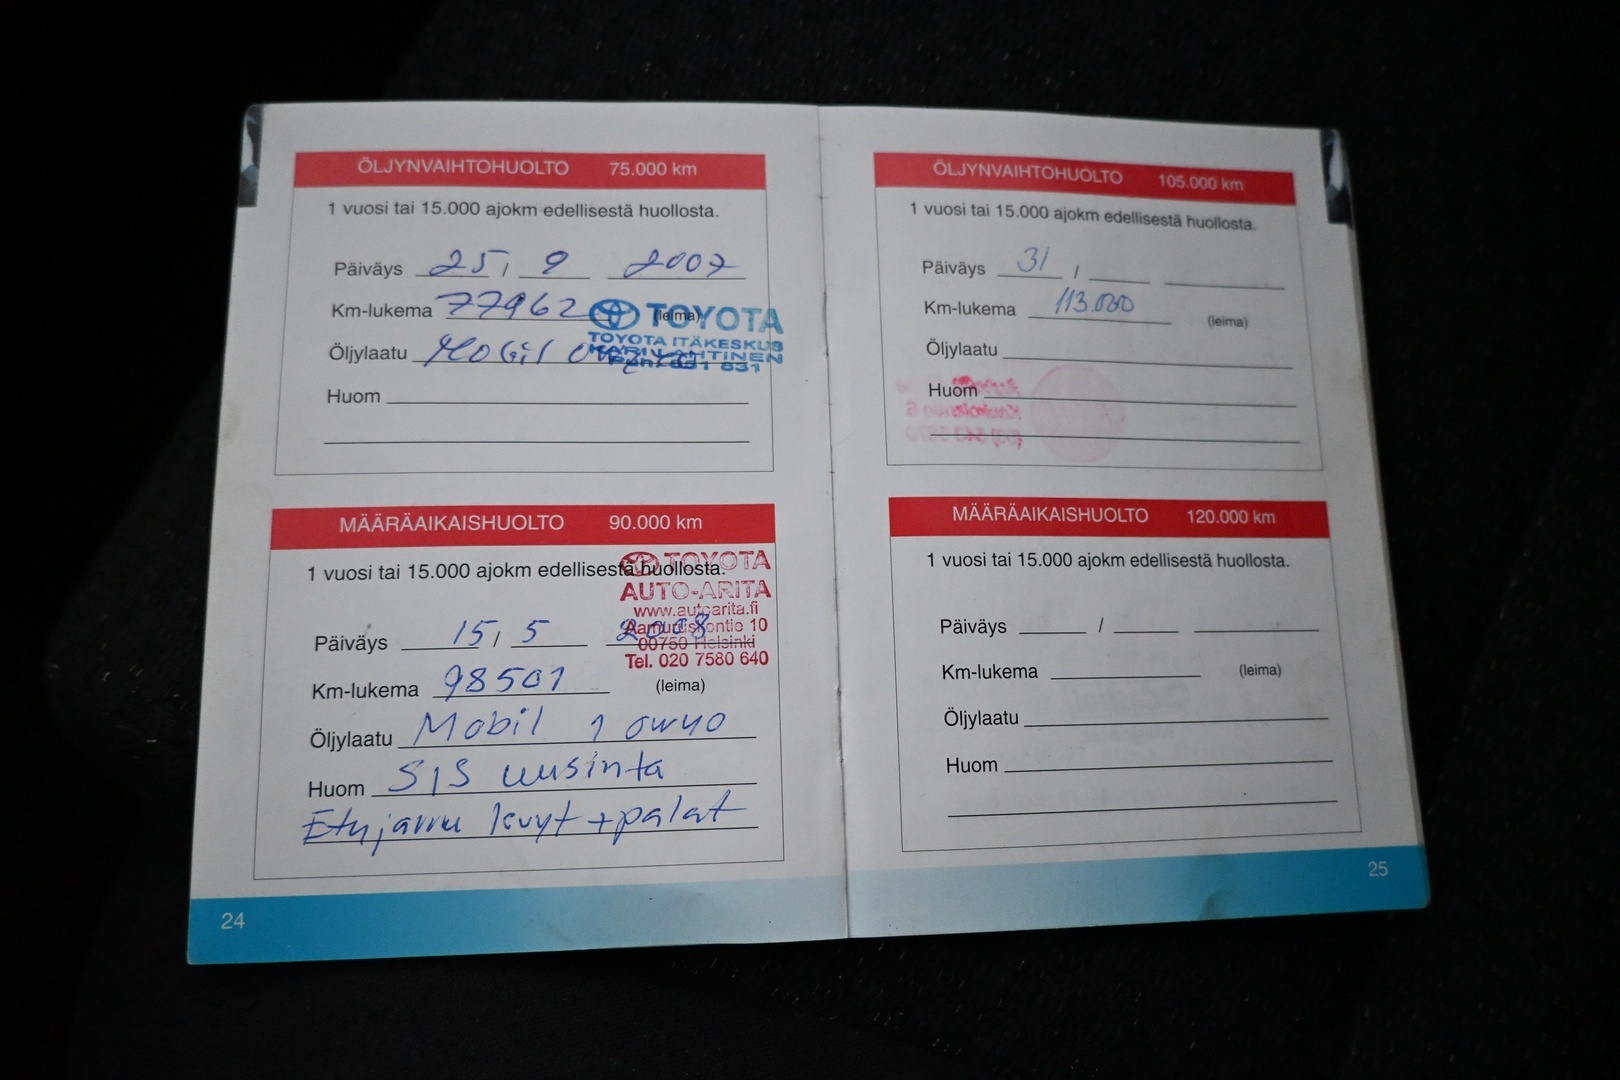 ÖLJYNVAIHTOHUOLTO 75.000 km
1 vuosi tai 15.000 ajokm edellisestä huollosta.
Päiväys 25 / 9 2007
Km-lukema 77962 (leima)
TOYOTA
TOYOTA ITÄKESKUS
Öljylaatu Mobil
Huom
MÄÄRÄAIKAISHUOLTO 90.000 km
1 vuosi tai 15.000 ajokm edellisestä huollosta.
TOYOTA
AUTO-ARITA
www.autoarita.fi
Päiväys 15 / 5 2008
00750 Helsinki
Tel. 020 7580 640
Km-lukema 98501 (leima)
Öljylaatu Mobil 1 0W40
Huom SIS uusinta
Etujarru levyt + palat
24
ÖLJYNVAIHTOHUOLTO 105.000 km
1 vuosi tai 15.000 ajokm edellisestä huollosta.
Päiväys 31 /
Km-lukema 113.000 (leima)
Öljylaatu
Huom
MÄÄRÄAIKAISHUOLTO 120.000 km
1 vuosi tai 15.000 ajokm edellisestä huollosta.
Päiväys /
Km-lukema (leima)
Öljylaatu
Huom
25